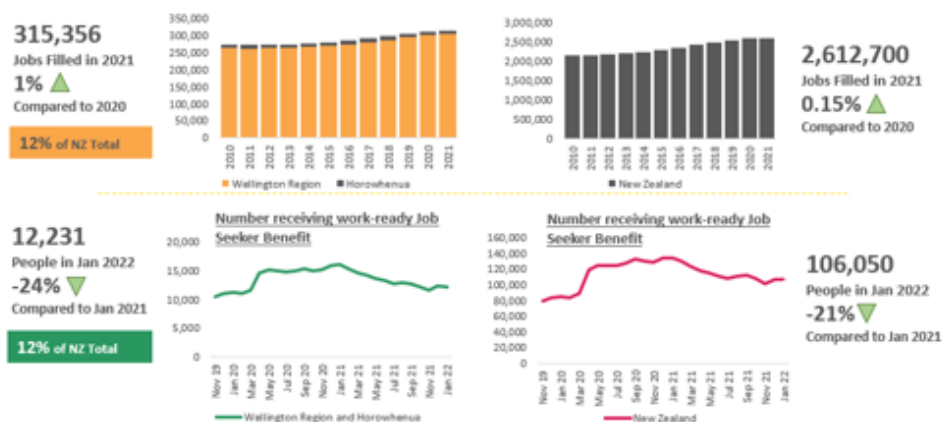 315,356
Jobs Filled in 2021
1%
Compared to 2020
12% of NZ Total
350,000
300,000
250,000
200,000
150,000
100,000
50,000
0
2010
2011
2012
2013
2014
2015
2016
2017
2018
2019
2020
2021
Wellington Region
Horowhenua
3,000,000
2,500,000
2,000,000
1,500,000
1,000,000
500,000
0
2010
2011
2012
2013
2014
2015
2016
2017
2018
2019
2020
2021
New Zealand
2,612,700
Jobs Filled in 2021
0.15%
Compared to 2020
12,231
People in Jan 2022
-24%
Compared to Jan 2021
12% of NZ Total
Number receiving work-ready Job
Seeker Benefit
20,000
15,000
10,000
5,000
0
Nov 19
Jan 20
Mar 20
May 20
Jul 20
Sep 20
Nov 20
Jan 21
Mar 21
May 21
Jul 21
Sep 21
Nov 21
Jan 22
Wellington Region and Horowhenua
Number receiving work-ready Job
Seeker Benefit
160,000
140,000
120,000
100,000
80,000
60,000
40,000
20,000
0
Nov 19
Jan 20
Mar 20
May 20
Jul 20
Sep 20
Nov 20
Jan 21
Mar 21
May 21
Jul 21
Sep 21
Nov 21
Jan 22
New Zealand
106,050
People in Jan 2022
-21%
Compared to Jan 2021